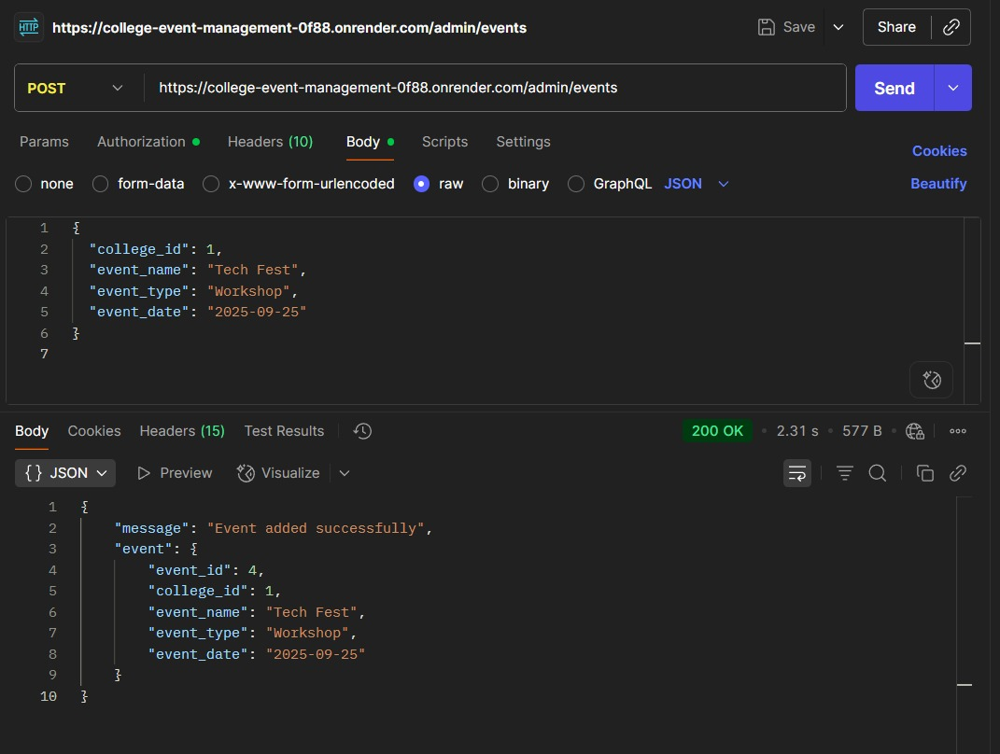 HTTP https://college-event-management-0f88.onrender.com/admin/events Save Share
POST https://college-event-management-0f88.onrender.com/admin/events Send
Params Authorization Headers (10) Body Scripts Settings Cookies
none form-data x-www-form-urlencoded raw binary GraphQL JSON Beautify
1 {
2 "college_id": 1,
3 "event_name": "Tech Fest",
4 "event_type": "Workshop",
5 "event_date": "2025-09-25"
6 }
7
Body Cookies Headers (15) Test Results 200 OK • 2.31 s • 577 B •
{} JSON Preview Visualize
1 {
2 "message": "Event added successfully",
3 "event": {
4 "event_id": 4,
5 "college_id": 1,
6 "event_name": "Tech Fest",
7 "event_type": "Workshop",
8 "event_date": "2025-09-25"
9 }
10 }